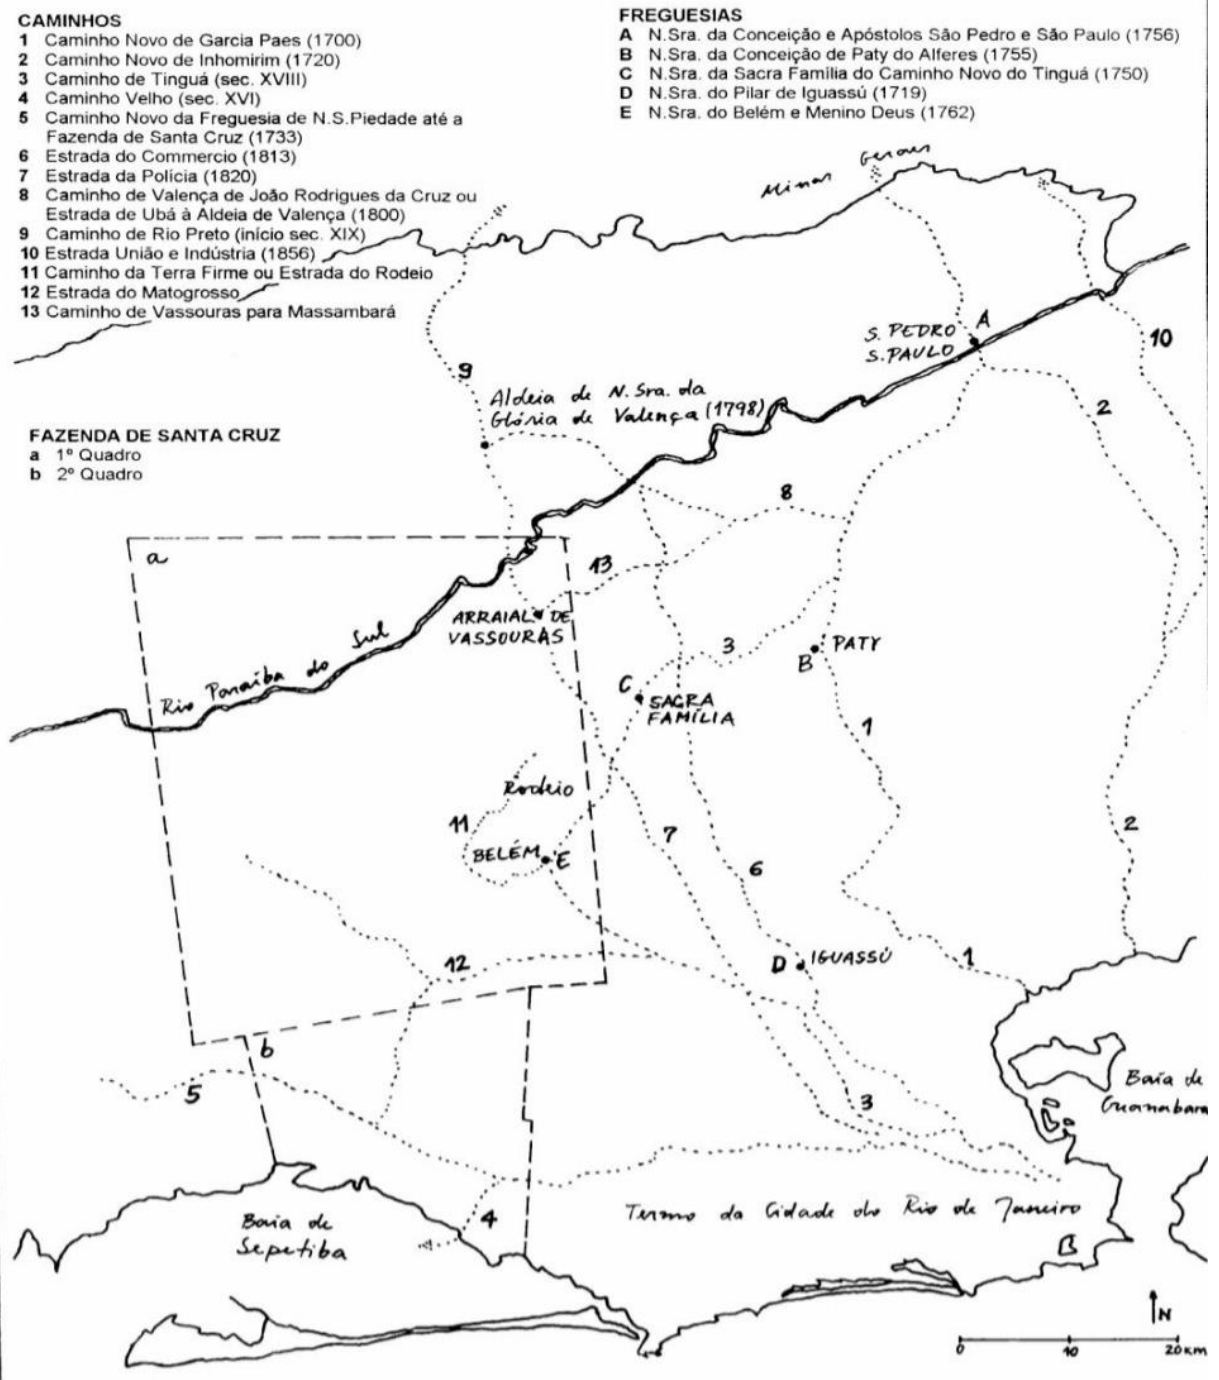 CAMINHOS
1 Caminho Novo de Garcia Paes (1700)
2 Caminho Novo de Inhomirim (1720)
3 Caminho de Tinguá (sec. XVIII)
4 Caminho Velho (sec. XVI)
5 Caminho Novo da Freguesia de N.S.Piedade até a
Fazenda de Santa Cruz (1733)
6 Estrada do Commercio (1813)
7 Estrada da Polícia (1820)
8 Caminho de Valença de João Rodrigues da Cruz ou
Estrada de Ubá à Aldeia de Valença (1800)
9 Caminho de Rio Preto (início sec. XIX)
10 Estrada União e Indústria (1856)
11 Caminho da Terra Firme ou Estrada do Rodeio
12 Estrada do Matogrosso
13 Caminho de Vassouras para Massambará
FREGUESIAS
A N.Sra. da Conceição e Apóstolos São Pedro e São Paulo (1756)
B N.Sra. da Conceição de Paty do Alferes (1755)
C N.Sra. da Sacra Família do Caminho Novo do Tinguá (1750)
D N.Sra. do Pilar de Iguassú (1719)
E N.Sra. do Belém e Menino Deus (1762)
Minas Geraes
S. PEDRO
S. PAULO
A
10
9
2
Aldeia de N. Sra. da
Glória de Valença (1798)
FAZENDA DE SANTA CRUZ
a 1º Quadro
b 2º Quadro
8
a
13
ARRAIAL DE
VASSOURAS
Rio Paraíba do Sul
3
B
PATY
C
SACRA
FAMÍLIA
1
Rodeio
11
BELÉM
E
7
6
2
12
D
IGUASSÚ
1
b
5
3
Baía de
Guanabara
4
Baia de
Sepetiba
Termo da Cidade do Rio de Janeiro
B
N
0 10 20 KM